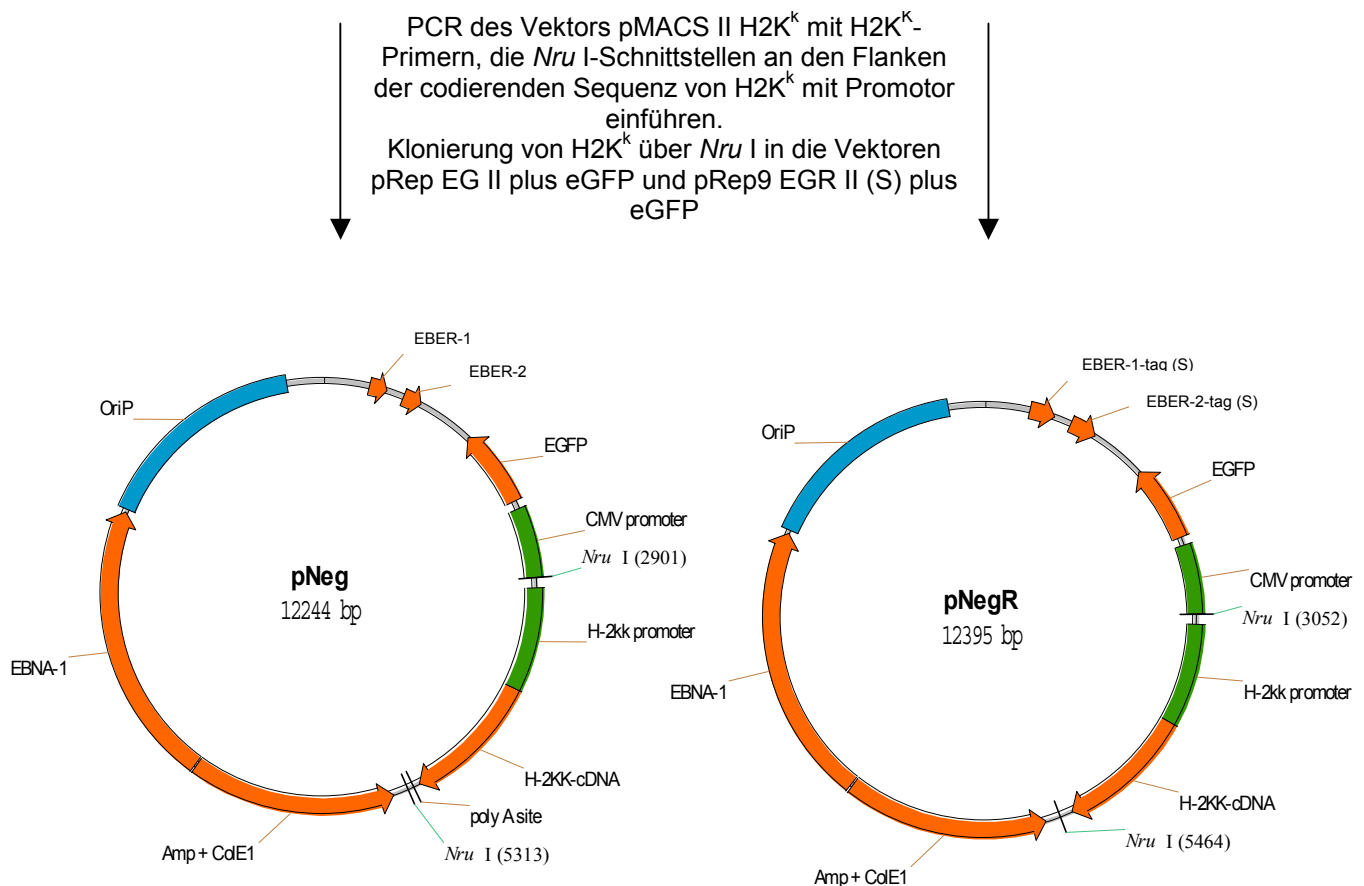 PCR des Vektors pMACS II H2K^k mit H2K^K-
Primern, die Nru I-Schnittstellen an den Flanken
der codierenden Sequenz von H2K^k mit Promotor
einführen.
Klonierung von H2K^k über Nru I in die Vektoren
pRep EG II plus eGFP und pRep9 EGR II (S) plus
eGFP
EBER-1
EBER-2
OriP
EGFP
CMV promoter
Nru I (2901)
pNeg
12244 bp
H-2kk promoter
EBNA-1
H-2KK-cDNA
poly A site
Nru I (5313)
Amp + ColE1
EBER-1-tag (S)
EBER-2-tag (S)
OriP
EGFP
CMV promoter
Nru I (3052)
pNegR
12395 bp
H-2kk promoter
EBNA-1
H-2KK-cDNA
Nru I (5464)
Amp + ColE1